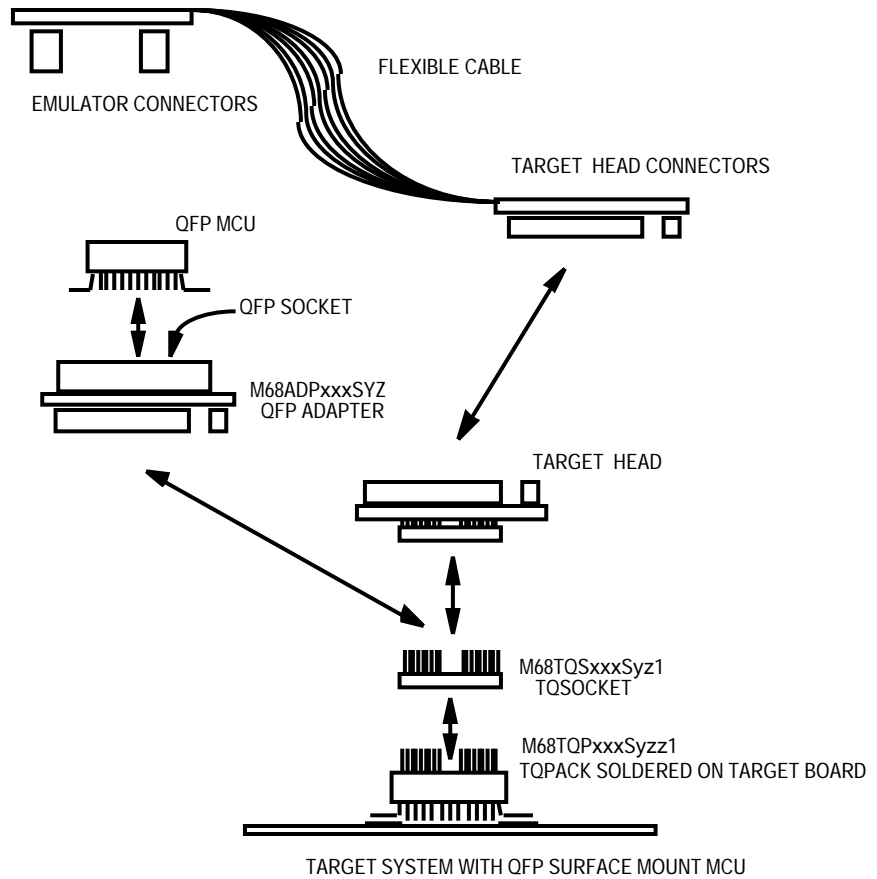 FLEXIBLE CABLE
EMULATOR CONNECTORS
TARGET HEAD CONNECTORS
QFP MCU
QFP SOCKET
M68ADPxxxSYZ
QFP ADAPTER
TARGET HEAD
M68TQSxxxSyz1
TQSOCKET
M68TQPxxxSyzz1
TQPACK SOLDERED ON TARGET BOARD
TARGET SYSTEM WITH QFP SURFACE MOUNT MCU